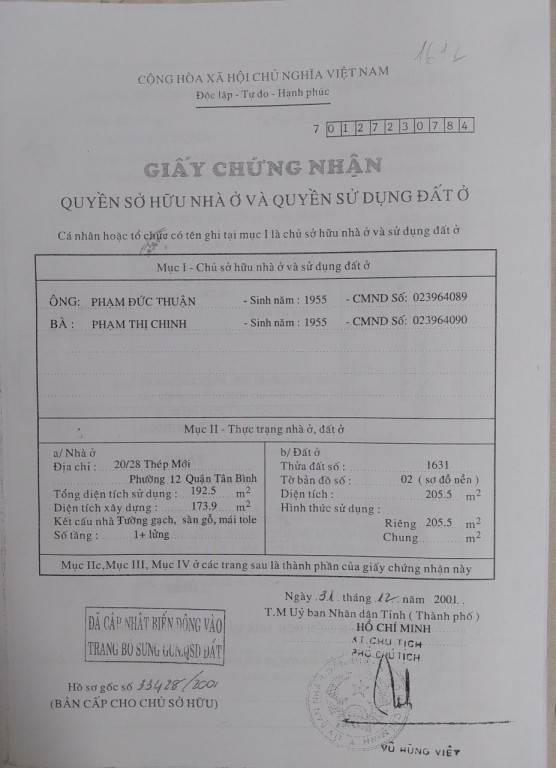 1612
CỘNG HÒA XÃ HỘI CHỦ NGHĨA VIỆT NAM
Độc lập - Tự do - Hạnh phúc
7 0127230784
GIẤY CHỨNG NHẬN
QUYỀN SỞ HỮU NHÀ Ở VÀ QUYỀN SỬ DỤNG ĐẤT Ở
Cá nhân hoặc tổ chức có tên ghi tại mục I là chủ sở hữu nhà ở và sử dụng đất ở
Mục I - Chủ sở hữu nhà ở và sử dụng đất ở
ÔNG: PHẠM ĐỨC THUẬN - Sinh năm : 1955 - CMND Số: 023964089
BÀ : PHẠM THỊ CHINH - Sinh năm : 1955 - CMND Số: 023964090
Mục II - Thực trạng nhà ở, đất ở
a/ Nhà ở
Địa chỉ : 20/28 Thép Mới
Phường 12 Quận Tân Bình
Tổng diện tích sử dụng : 192.5 m2
Diện tích xây dựng : 173.9 m2
Kết cấu nhà Tường gạch, sàn gỗ, mái tole
Số tầng : 1+ lửng
b/ Đất ở
Thửa đất số : 1631
Tờ bản đồ số : 02 ( sơ đồ nền )
Diện tích : 205.5 m2
Hình thức sử dụng :
Riêng 205.5 m2
Chung m2
Mục IIc,Mục III, Mục IV ở các trang sau là thành phần của giấy chứng nhận này
Ngày 31 tháng 12 năm 2001
T.M Uỷ ban Nhân dân Tỉnh ( Thành phố )
HỒ CHÍ MINH
KT.CHỦ TỊCH
PHÓ CHỦ TỊCH
ĐÃ CẬP NHẬT BIẾN ĐỘNG VÀO
TRANG BỔ SUNG GCN.QSD ĐẤT
Hồ sơ gốc số 33428/2001
(BẢN CẤP CHO CHỦ SỞ HỮU)
VŨ HÙNG VIỆT